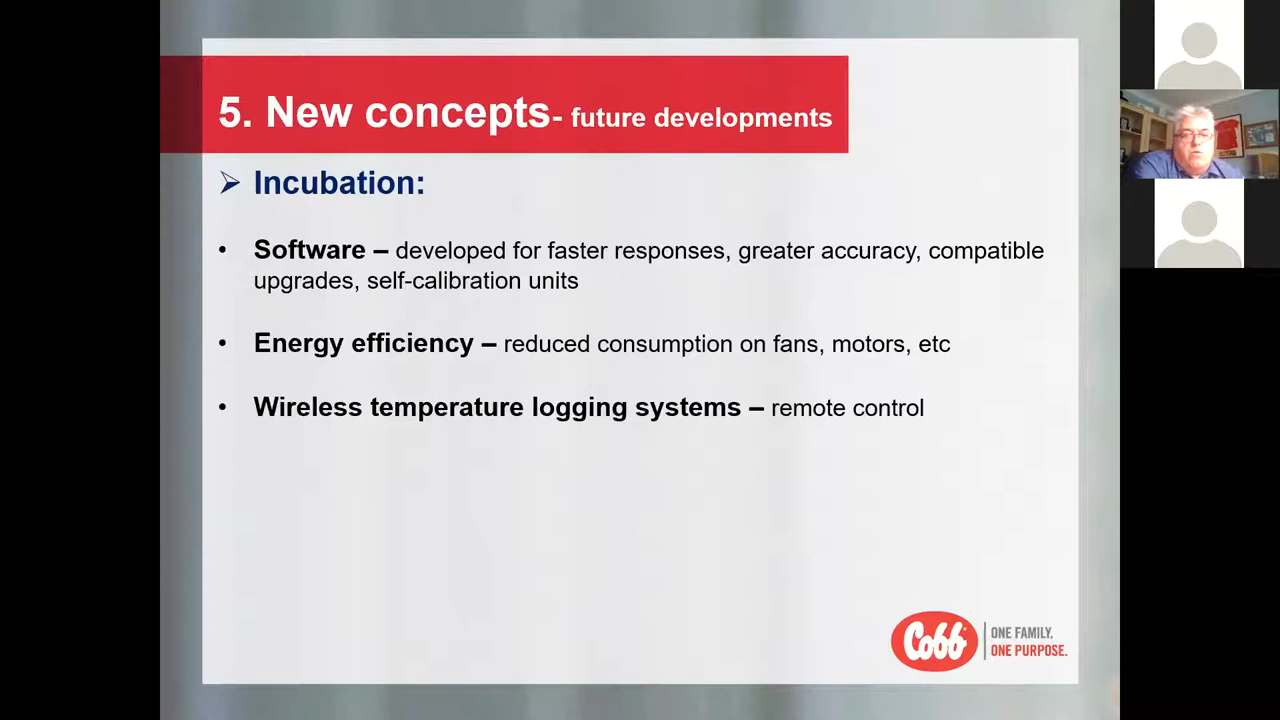 5. New concepts- future developments
➢ Incubation:
• Software – developed for faster responses, greater accuracy, compatible
upgrades, self-calibration units
• Energy efficiency – reduced consumption on fans, motors, etc
• Wireless temperature logging systems – remote control
Cobb
ONE FAMILY.
ONE PURPOSE.